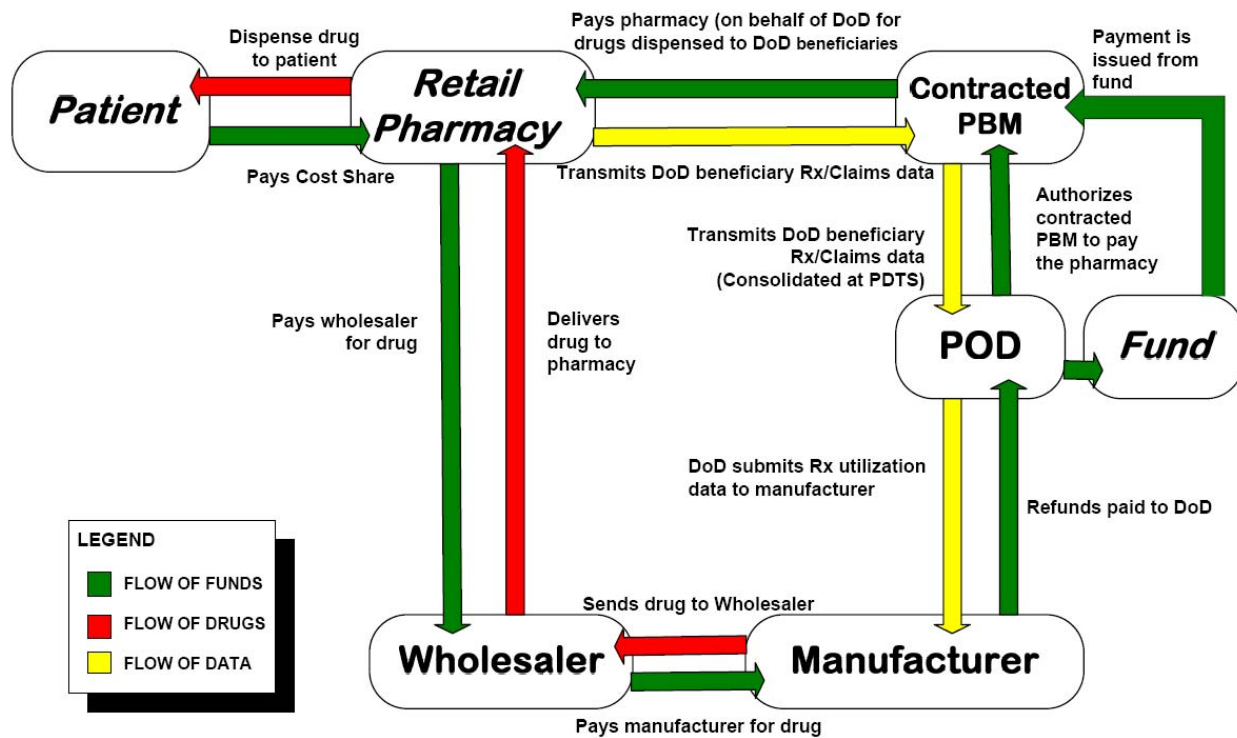 Pays pharmacy (on behalf of DoD for
drugs dispensed to DoD beneficiaries
Payment is
issued from
fund
Dispense drug
to patient
Patient
Retail
Pharmacy
Contracted
PBM
Pays Cost Share
Transmits DoD beneficiary Rx/Claims data
Authorizes
contracted
PBM to pay
the pharmacy
Transmits DoD beneficiary
Rx/Claims data
(Consolidated at PDTS)
Pays wholesaler
for drug
Delivers
drug to
pharmacy
POD
Fund
DoD submits Rx utilization
data to manufacturer
Refunds paid to DoD
LEGEND
FLOW OF FUNDS
FLOW OF DRUGS
FLOW OF DATA
Sends drug to Wholesaler
Wholesaler
Manufacturer
Pays manufacturer for drug